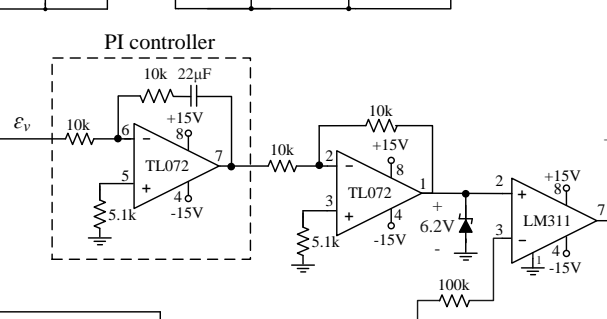 PI controller
10k 22μF
εv 10k 6 +15V 8 − TL072 7 5 + 4 -15V 5.1k
10k 10k 2 − +15V 8 TL072 1 3 + 4 -15V 5.1k
+ 6.2V -
2 + +15V 8 LM311 7 3 − 1 4 -15V
100k